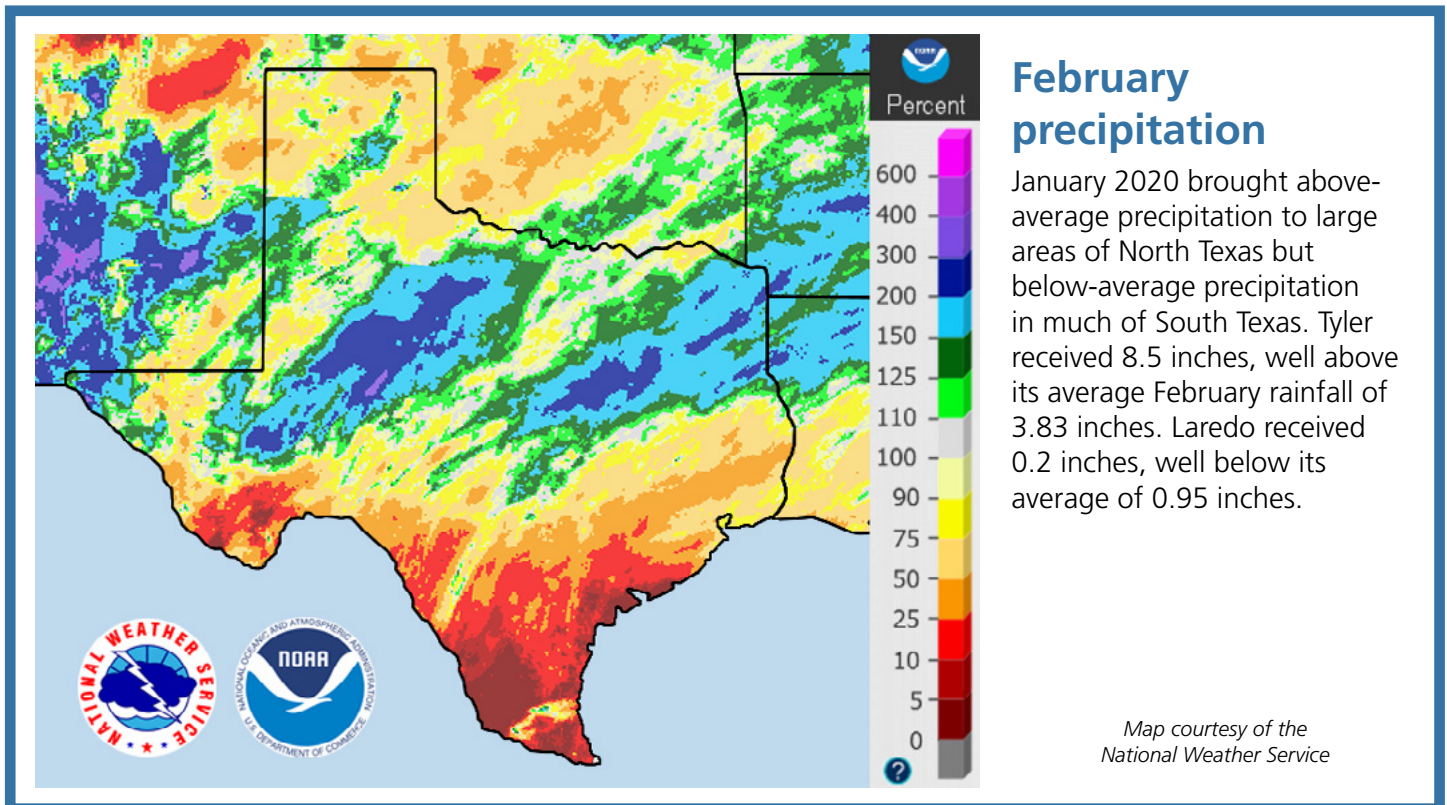 NOAA
Percent
600
400
300
200
150
125
110
100
90
75
50
25
10
5
0
?
NATIONAL WEATHER SERVICE
NATIONAL OCEANIC AND ATMOSPHERIC ADMINISTRATION
NOAA
U.S. DEPARTMENT OF COMMERCE
February
precipitation
January 2020 brought above-
average precipitation to large
areas of North Texas but
below-average precipitation
in much of South Texas. Tyler
received 8.5 inches, well above
its average February rainfall of
3.83 inches. Laredo received
0.2 inches, well below its
average of 0.95 inches.
Map courtesy of the
National Weather Service